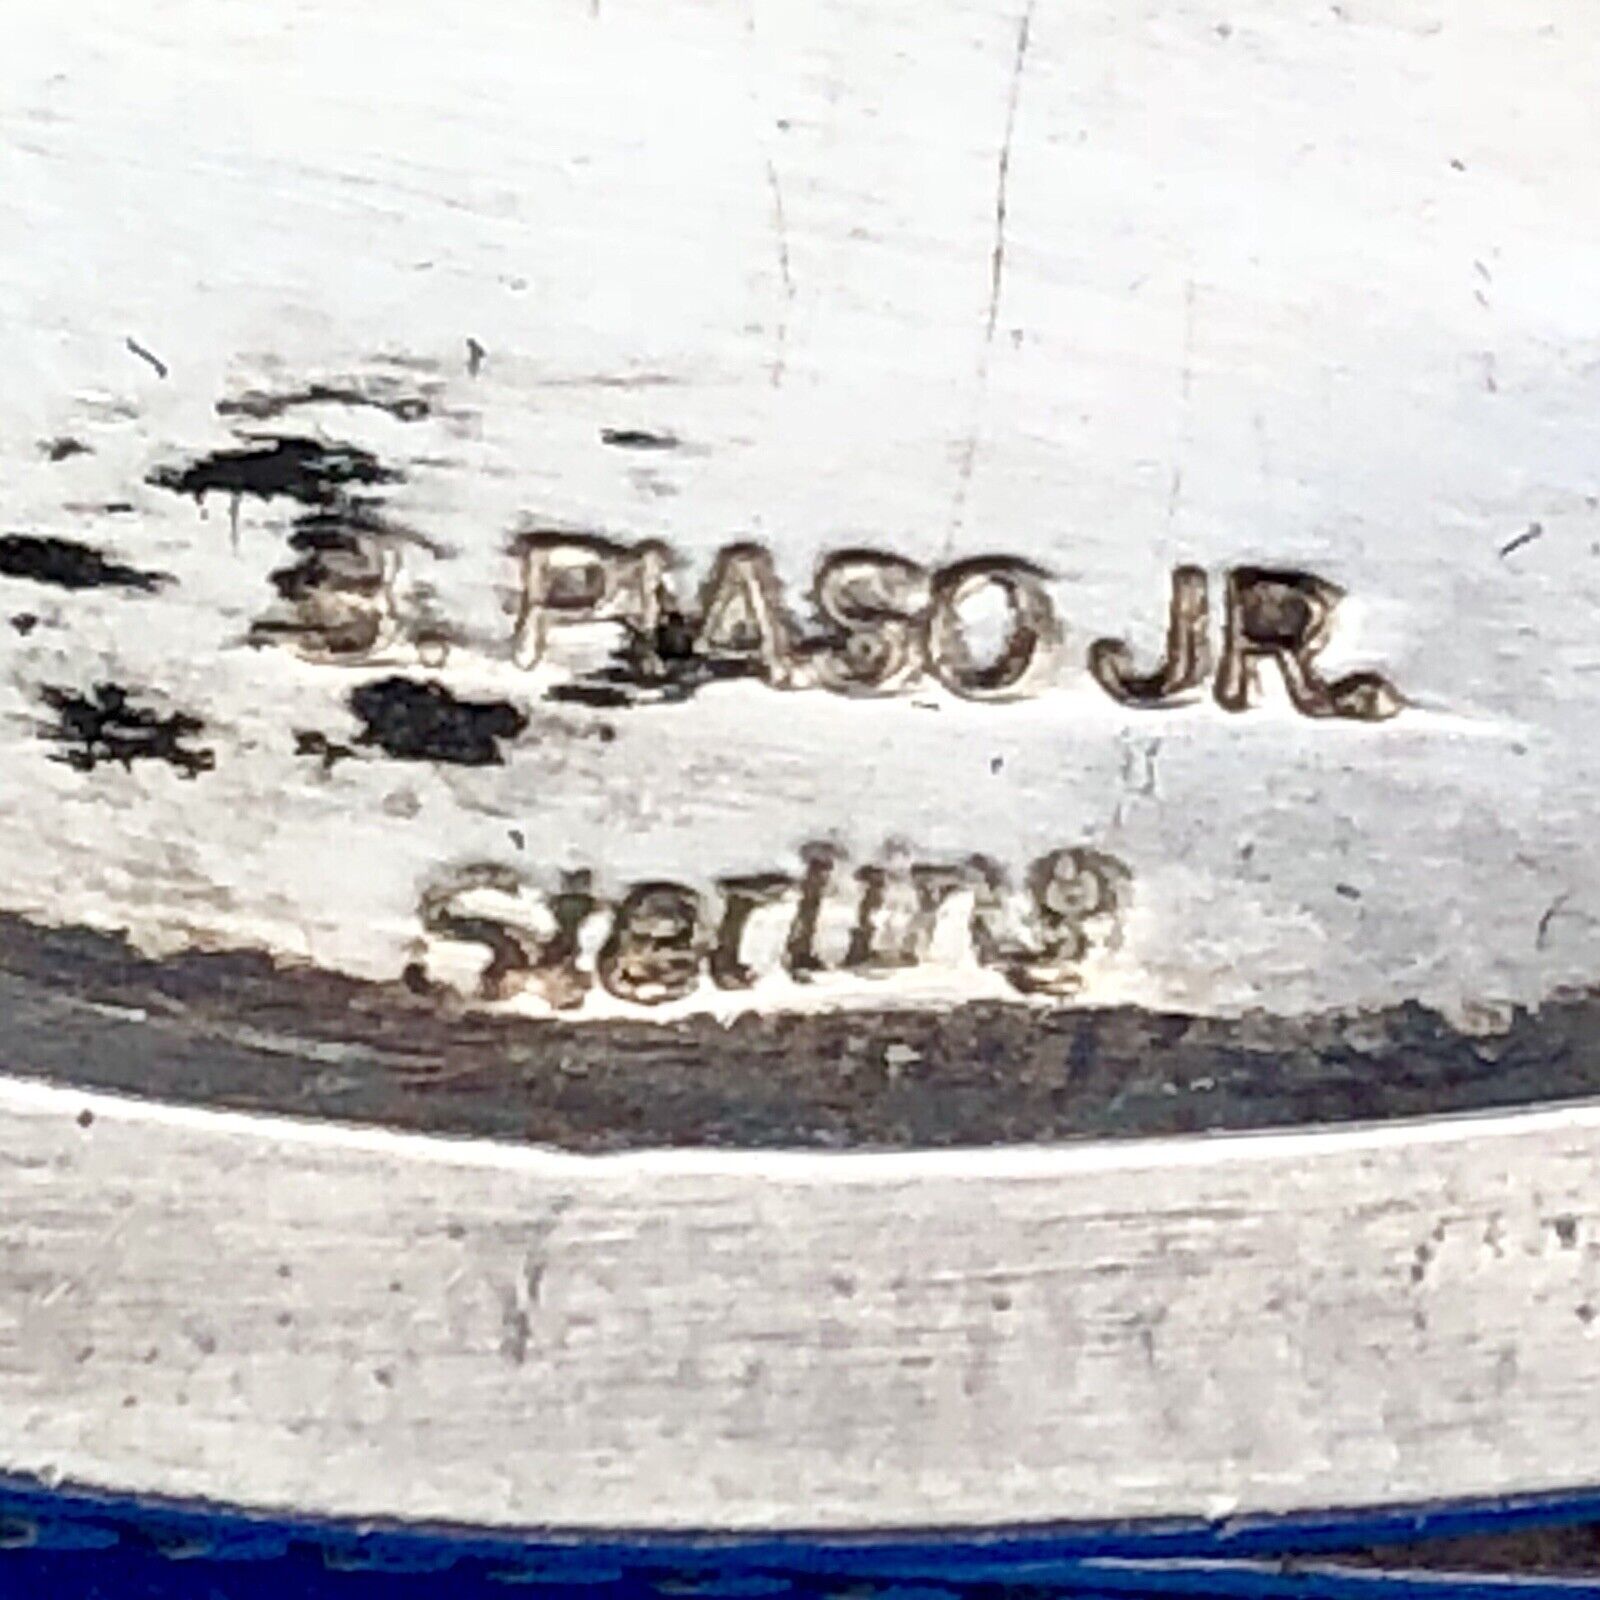 B. PIASO JR.
Sterling